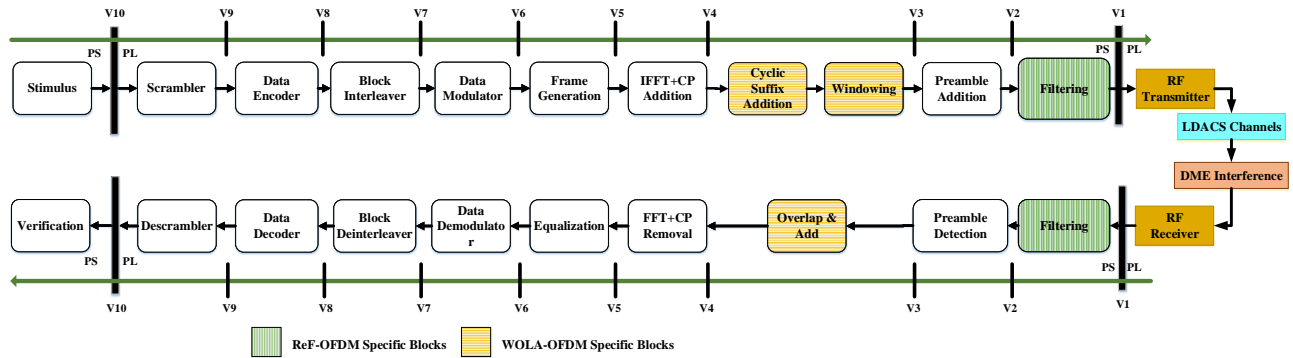 V10 V9 V8 V7 V6 V5 V4 V3 V2 V1
PS PL PS PL
Stimulus
Scrambler
Data
Encoder
Block
Interleaver
Data
Modulator
Frame
Generation
IFFT+CP
Addition
Cyclic
Suffix
Addition
Windowing
Preamble
Addition
Filtering
RF
Transmitter
LDACS Channels
DME Interference
Verification
Descrambler
Data
Decoder
Block
Deinterleaver
Data
Demodulato
r
Equalization
FFT+CP
Removal
Overlap &
Add
Preamble
Detection
Filtering
RF
Receiver
PS PL PS PL
V10 V9 V8 V7 V6 V5 V4 V3 V2 V1
ReF-OFDM Specific Blocks
WOLA-OFDM Specific Blocks